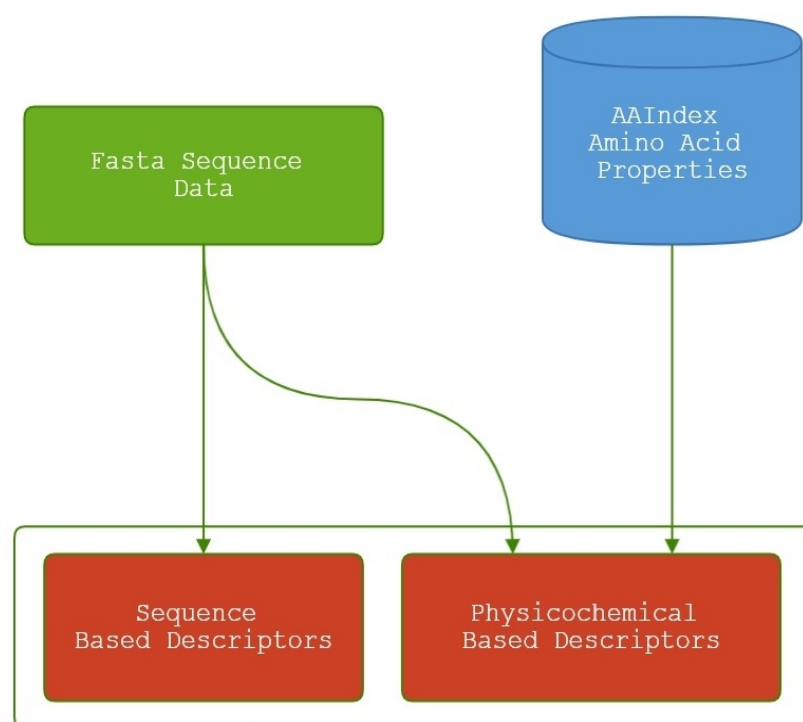 AAIndex
Amino Acid
Properties
Fasta Sequence
Data
Sequence
Based Descriptors
Physicochemical
Based Descriptors